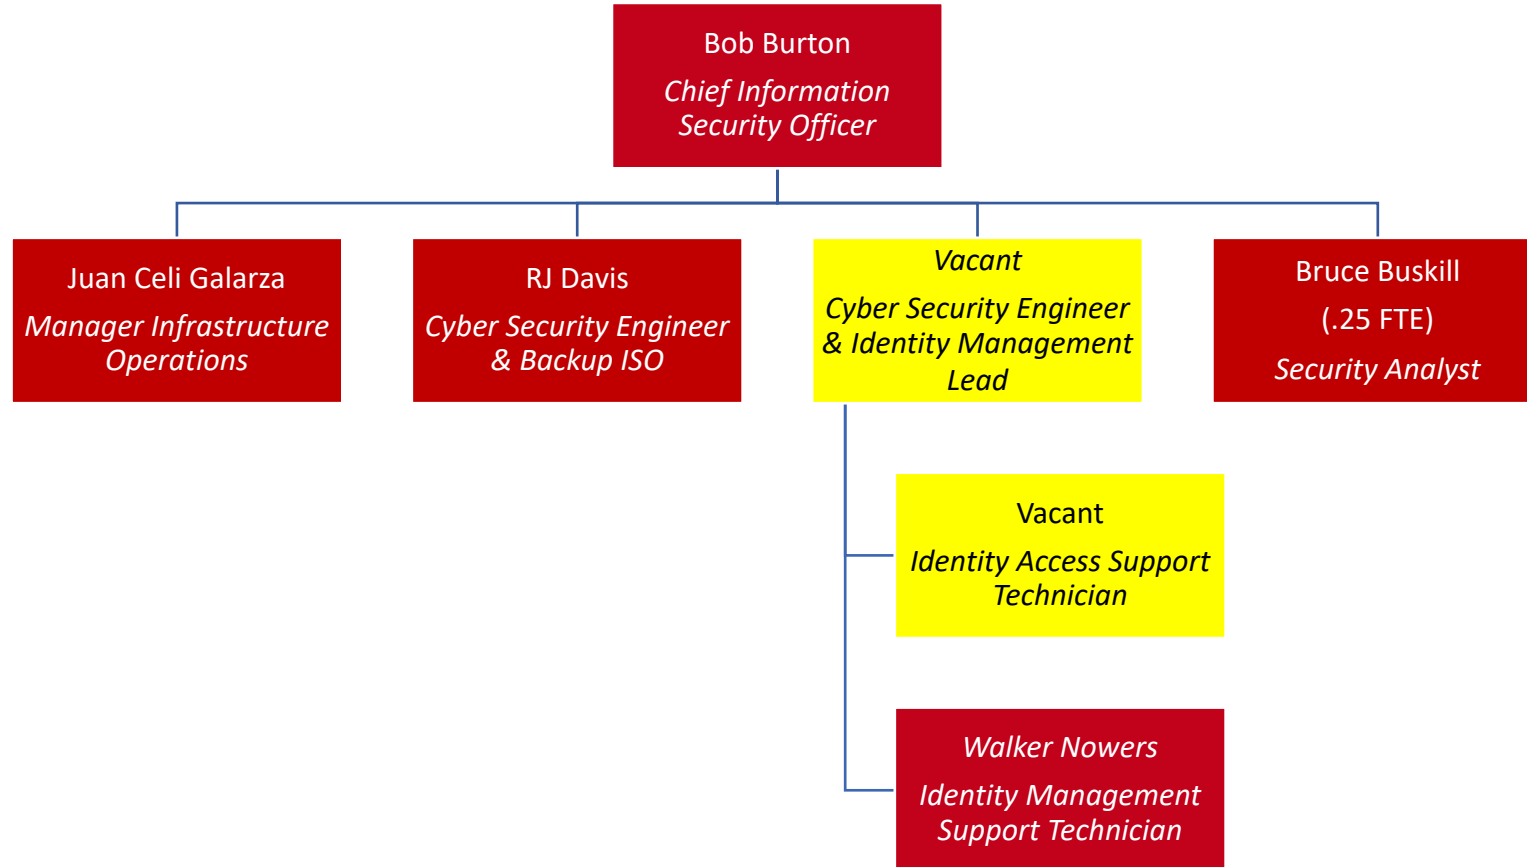 Bob Burton
Chief Information
Security Officer
Juan Celi Galarza
Manager Infrastructure
Operations
RJ Davis
Cyber Security Engineer
& Backup ISO
Vacant
Cyber Security Engineer
& Identity Management
Lead
Bruce Buskill
(.25 FTE)
Security Analyst
Vacant
Identity Access Support
Technician
Walker Nowers
Identity Management
Support Technician